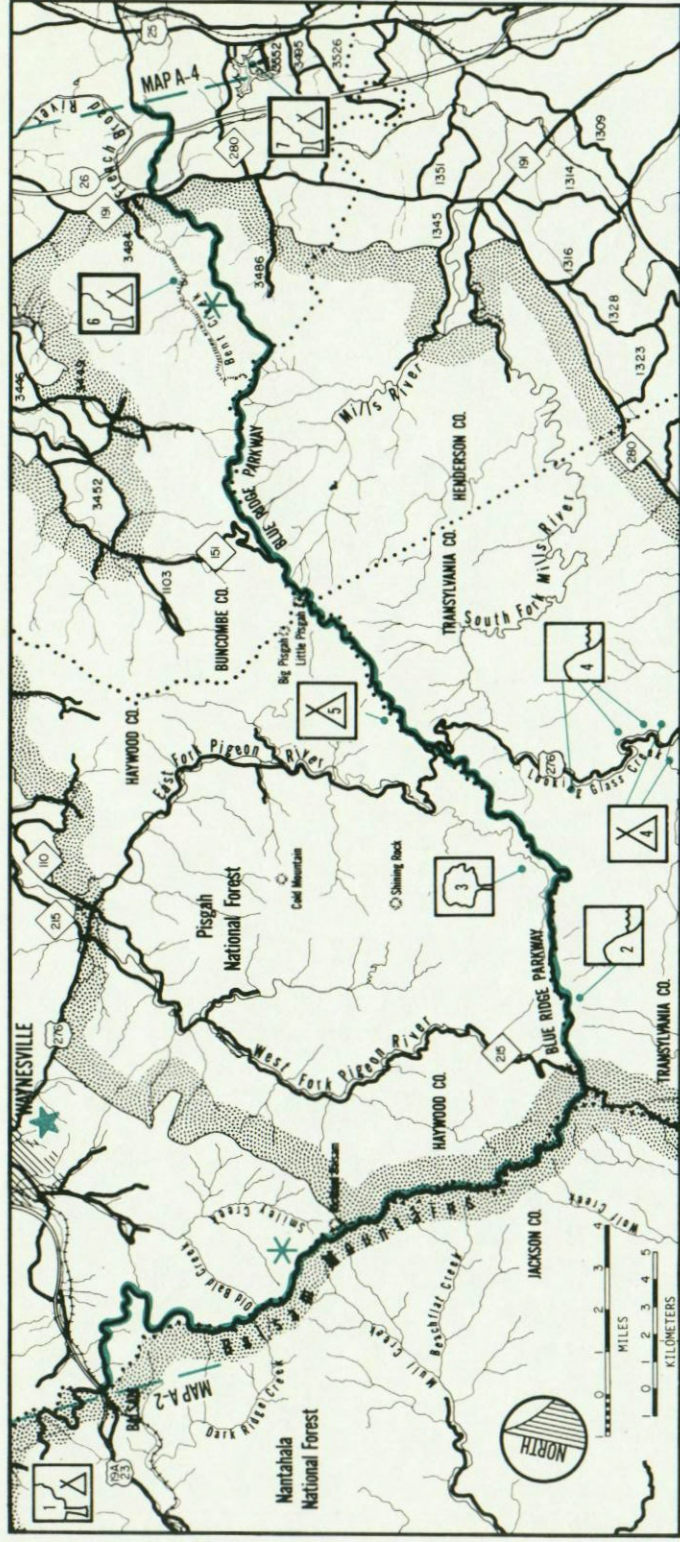 WAYNESVILLE
276
215
110
19A
23
BALSAM
MAP A-2
1
Old Bald Creek
Smiley Creek
Balsam Mountains
Dark Ridge Creek
Nantahala
National Forest
Mull Creek
Beechflat Creek
Wolf Creek
JACKSON CO.
NORTH
1 0 1 2 3 4
MILES
1 0 1 2 3 4 5
KILOMETERS
HAYWOOD CO.
West Fork Pigeon River
215
BLUE RIDGE PARKWAY
2
TRANSYLVANIA CO.
3
Pisgah
National Forest
Cold Mountain
Shining Rock
East Fork Pigeon River
HAYWOOD CO.
276
Looking Glass Creek
4
4
5
Big Pisgah
Little Pisgah
BUNCOMBE CO.
151
1103
3452
3446
3449
BLUE RIDGE PARKWAY
TRANSYLVANIA CO.
HENDERSON CO.
South Fork Mills River
Mills River
280
1323
1328
1316
1314
1309
191
1345
1351
Bent Creek
6
3484
3486
191
26
French Broad River
MAP A-4
25
280
7
3552
3495
3526